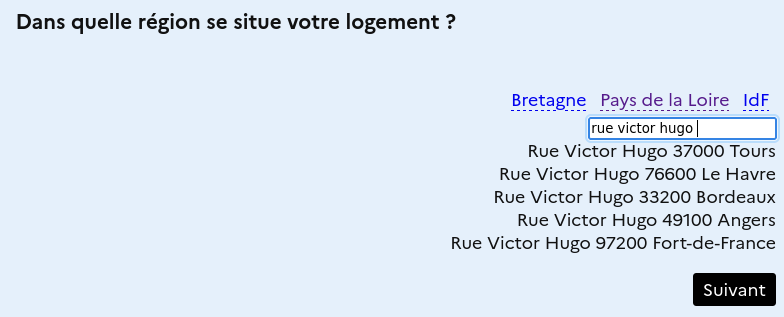 Dans quelle région se situe votre logement ?
Bretagne Pays de la Loire IdF
rue victor hugo
Rue Victor Hugo 37000 Tours
Rue Victor Hugo 76600 Le Havre
Rue Victor Hugo 33200 Bordeaux
Rue Victor Hugo 49100 Angers
Rue Victor Hugo 97200 Fort-de-France
Suivant